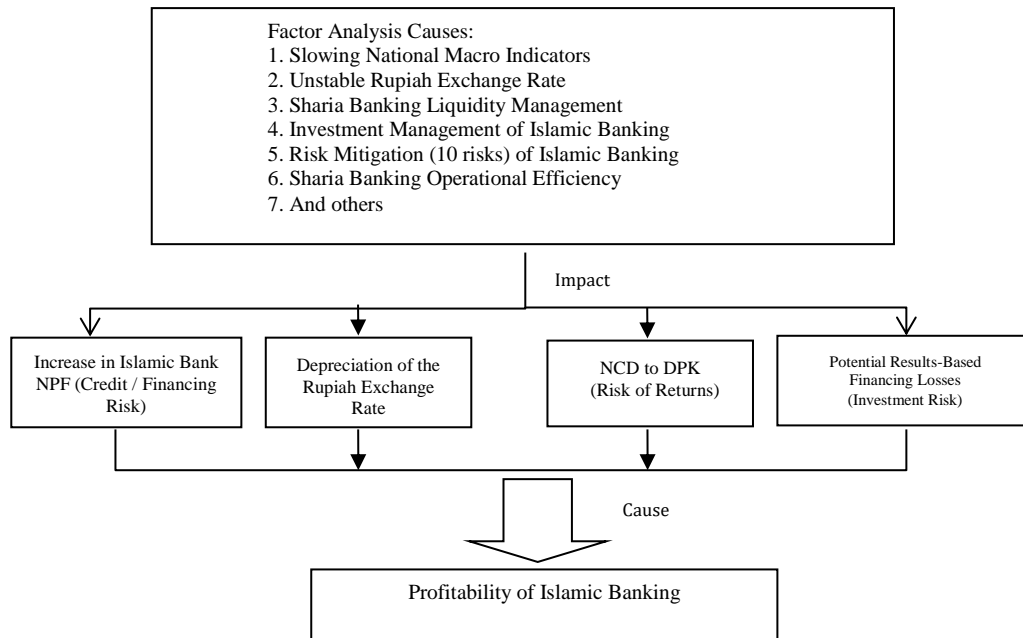 Factor Analysis Causes:
1. Slowing National Macro Indicators
2. Unstable Rupiah Exchange Rate
3. Sharia Banking Liquidity Management
4. Investment Management of Islamic Banking
5. Risk Mitigation (10 risks) of Islamic Banking
6. Sharia Banking Operational Efficiency
7. And others
Impact
Increase in Islamic Bank
NPF (Credit / Financing
Risk)
Depreciation of the
Rupiah Exchange
Rate
NCD to DPK
(Risk of Returns)
Potential Results-Based
Financing Losses
(Investment Risk)
Cause
Profitability of Islamic Banking